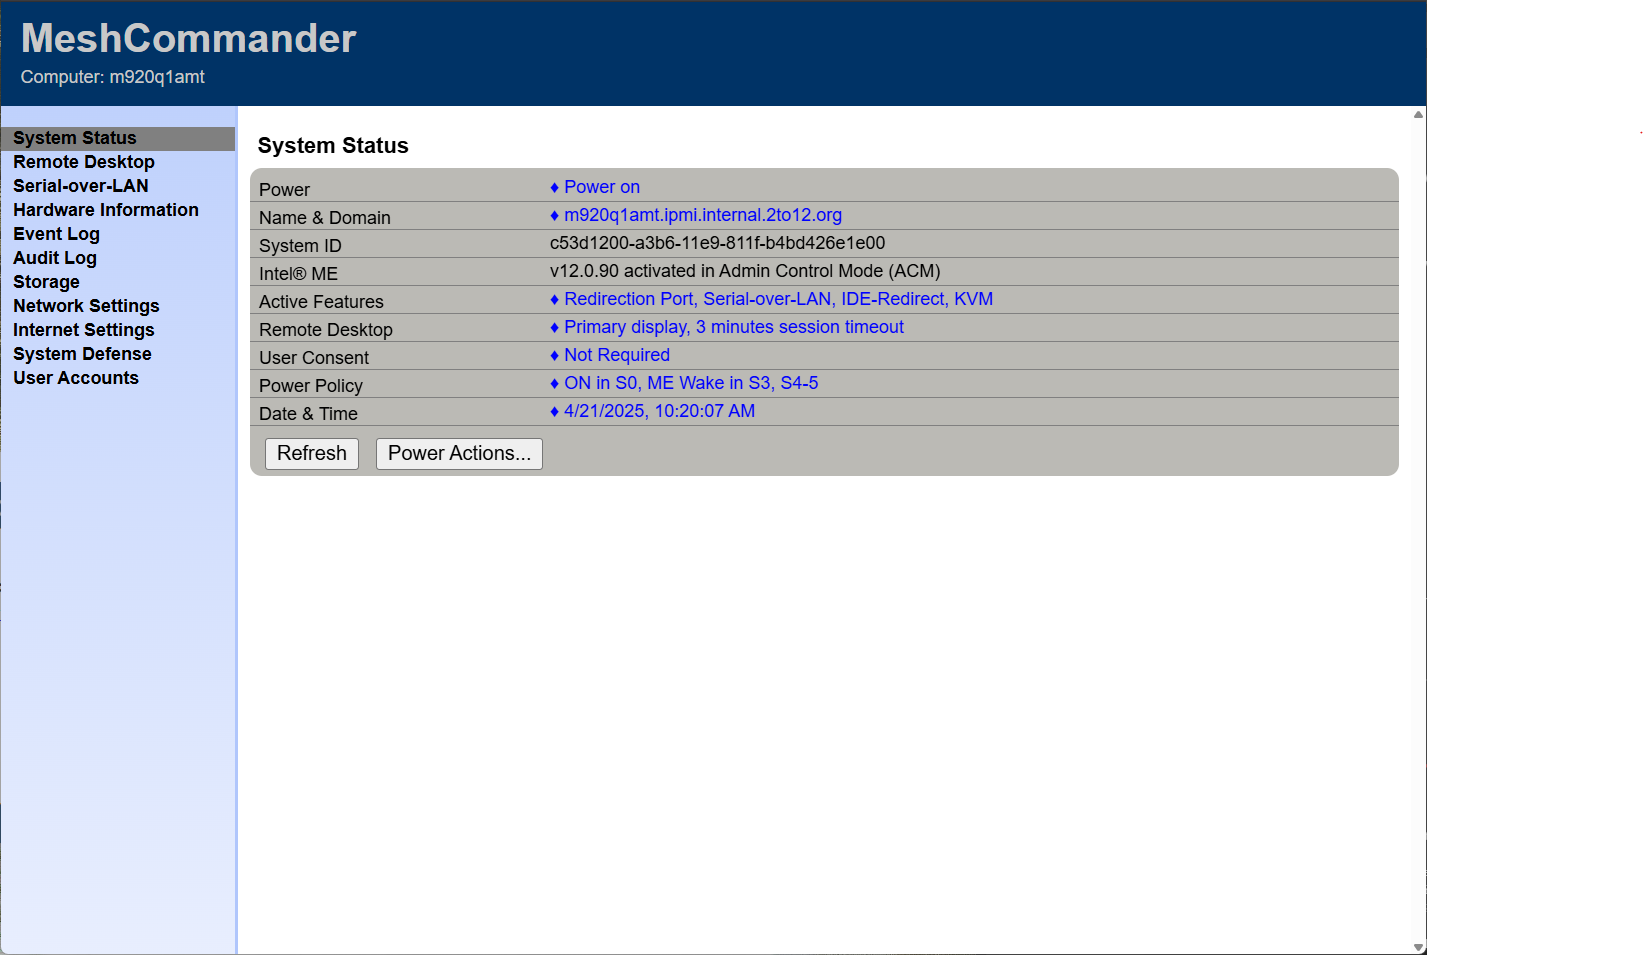 MeshCommander
Computer: m920q1amt
System Status
Remote Desktop
Serial-over-LAN
Hardware Information
Event Log
Audit Log
Storage
Network Settings
Internet Settings
System Defense
User Accounts
System Status
Power ♦ Power on
Name & Domain ♦ m920q1amt.ipmi.internal.2to12.org
System ID c53d1200-a3b6-11e9-811f-b4bd426e1e00
Intel® ME v12.0.90 activated in Admin Control Mode (ACM)
Active Features ♦ Redirection Port, Serial-over-LAN, IDE-Redirect, KVM
Remote Desktop ♦ Primary display, 3 minutes session timeout
User Consent ♦ Not Required
Power Policy ♦ ON in S0, ME Wake in S3, S4-5
Date & Time ♦ 4/21/2025, 10:20:07 AM
Refresh Power Actions...